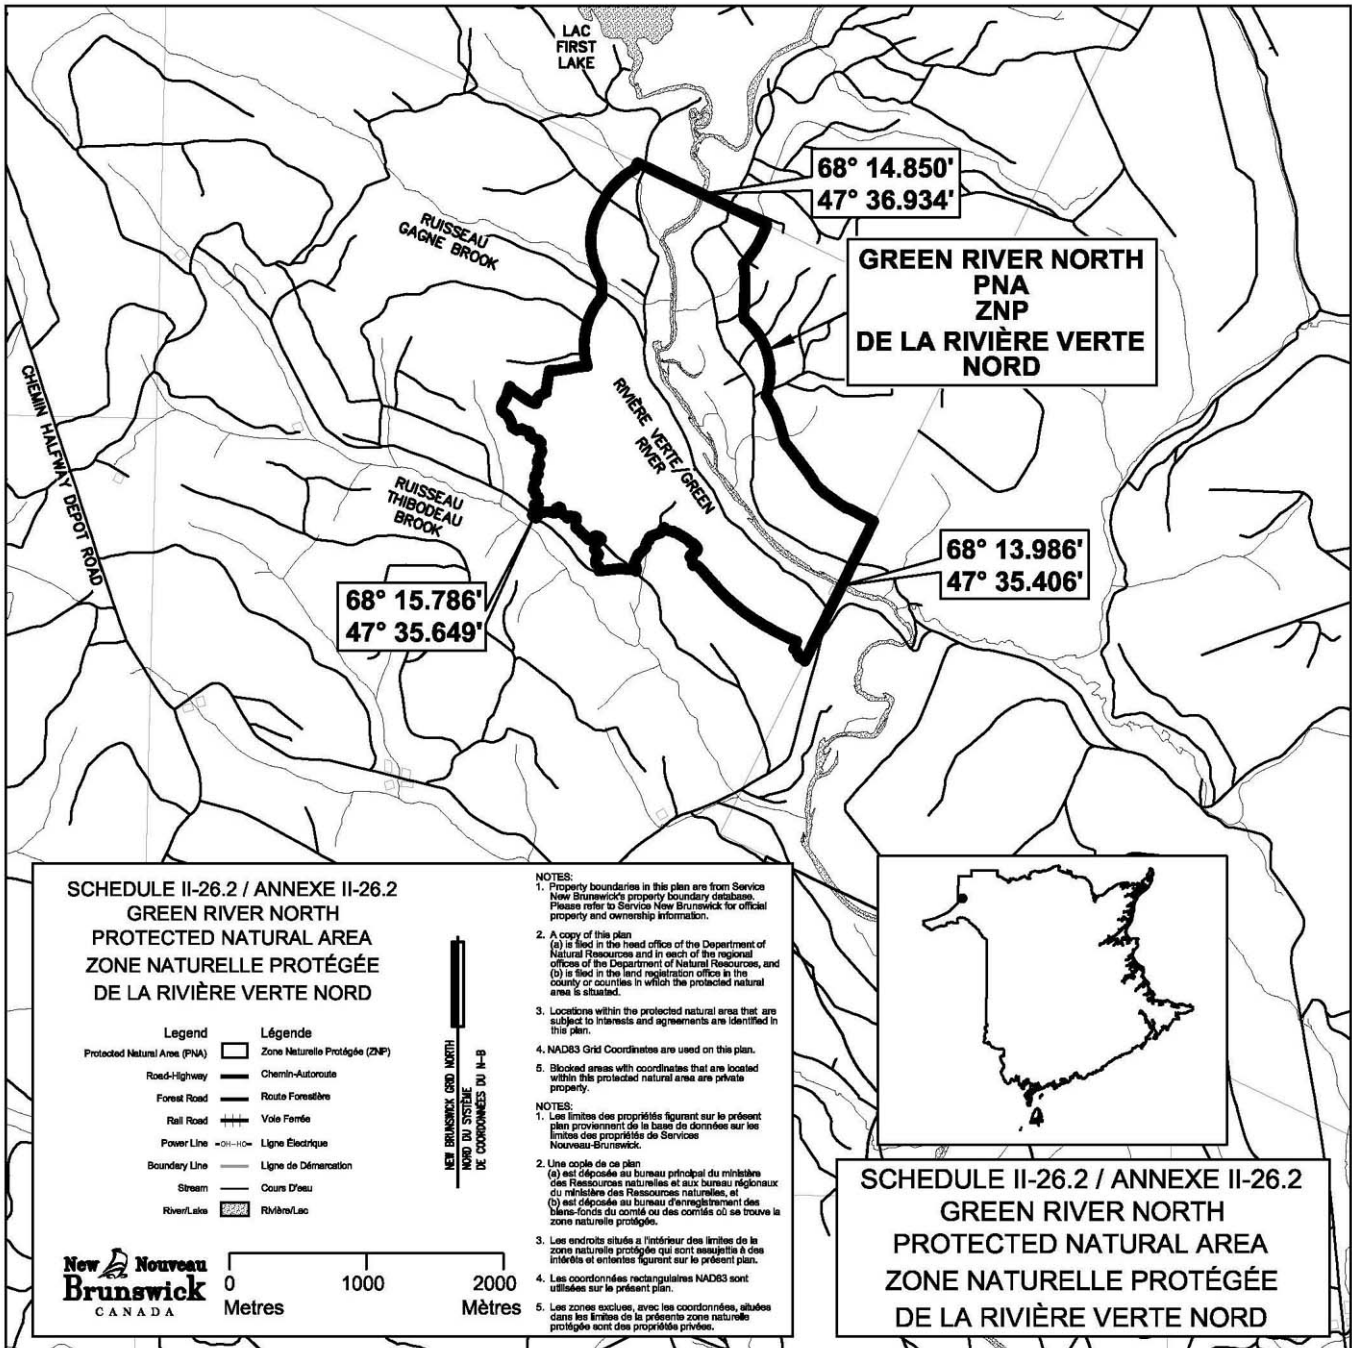 LAC
FIRST
LAKE
68° 14.850'
47° 36.934'
RUISSEAU
GAGNE BROOK
GREEN RIVER NORTH
PNA
ZNP
DE LA RIVIÈRE VERTE
NORD
CHEMIN HALFWAY DEPOT ROAD
RIVIÈRE VERTE/GREEN
RIVER
RUISSEAU
THIBODEAU
BROOK
68° 13.986'
47° 35.406'
68° 15.786'
47° 35.649'
SCHEDULE II-26.2 / ANNEXE II-26.2
GREEN RIVER NORTH
PROTECTED NATURAL AREA
ZONE NATURELLE PROTÉGÉE
DE LA RIVIÈRE VERTE NORD
Legend Légende
Protected Natural Area (PNA) Zone Naturelle Protégée (ZNP)
Road-Highway Chemin-Autoroute
Forest Road Route Forestière
Rail Road Voie Ferrée
Power Line -OH-HO- Ligne Électrique
Boundary Line Ligne de Démarcation
Stream Cours D'eau
River/Lake Rivière/Lac
NEW BRUNSWICK GRID NORTH
NORD DU SYSTÈME
DE COORDONNÉES DU N-B
New Nouveau
Brunswick
CANADA
0 1000 2000
Metres Mètres
NOTES:
1. Property boundaries in this plan are from Service
New Brunswick's property boundary database.
Please refer to Service New Brunswick for official
property and ownership information.
2. A copy of this plan
(a) is filed in the head office of the Department of
Natural Resources and in each of the regional
offices of the Department of Natural Resources, and
(b) is filed in the land registration office in the
county or counties in which the protected natural
area is situated.
3. Locations within the protected natural area that are
subject to interests and agreements are identified in
this plan.
4. NAD83 Grid Coordinates are used on this plan.
5. Blocked areas with coordinates that are located
within this protected natural area are private
property.
NOTES:
1. Les limites des propriétés figurant sur le présent
plan proviennent de la base de données sur les
limites des propriétés de Services
Nouveau-Brunswick.
2. Une copie de ce plan
(a) est déposée au bureau principal du ministère
des Ressources naturelles et aux bureau régionaux
du ministère des Ressources naturelles, et
(b) est déposée au bureau d'enregistrement des
biens-fonds du comté ou des comtés où se trouve la
zone naturelle protégée.
3. Les endroits situés a l'intérieur des limites de la
zone naturelle protégée qui sont assujettis à des
intérêts et ententes figurent sur le présent plan.
4. Les coordonnées rectangulaires NAD83 sont
utilisées sur le présent plan.
5. Les zones exclues, avec les coordonnées, situées
dans les limites de la présente zone naturelle
protégée sont des propriétés privées.
SCHEDULE II-26.2 / ANNEXE II-26.2
GREEN RIVER NORTH
PROTECTED NATURAL AREA
ZONE NATURELLE PROTÉGÉE
DE LA RIVIÈRE VERTE NORD